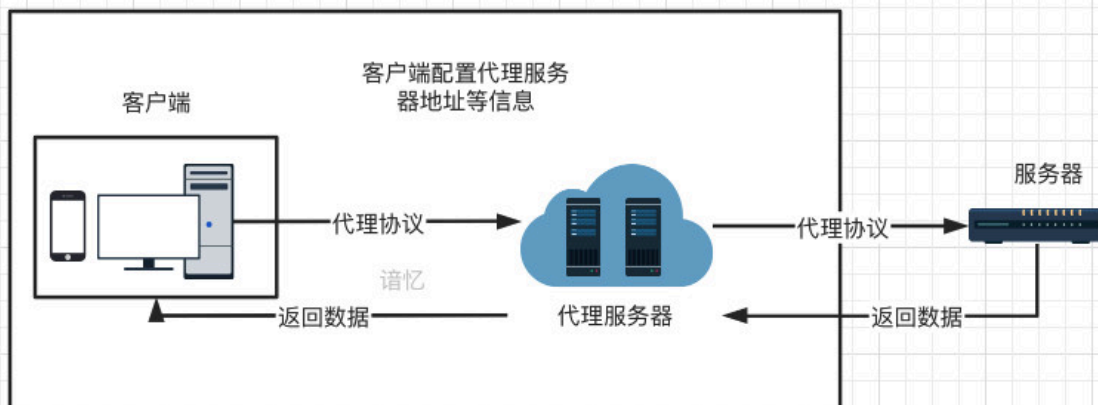 客户端配置代理服务
器地址等信息
客户端
服务器
代理协议
代理协议
谙忆
返回数据
代理服务器
返回数据